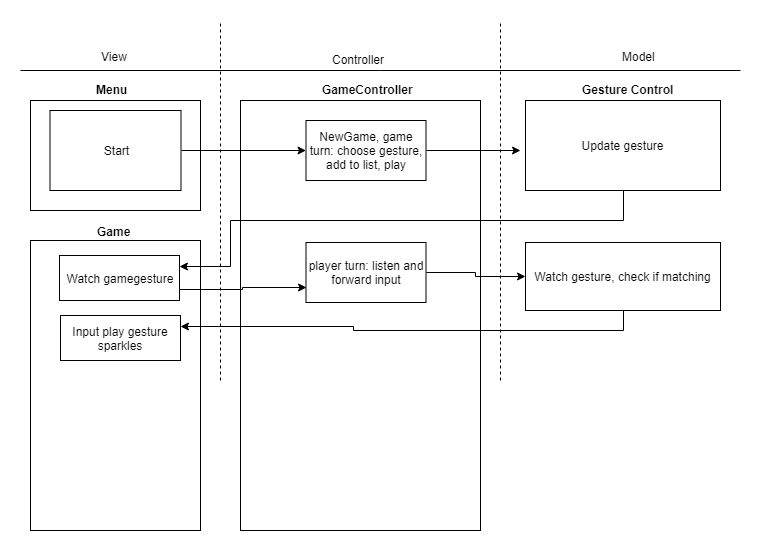 View
Controller
Model
Menu
GameController
Gesture Control
Start
NewGame, game
turn: choose gesture,
add to list, play
Update gesture
Game
Watch gamegesture
player turn: listen and
forward input
Watch gesture, check if matching
Input play gesture
sparkles